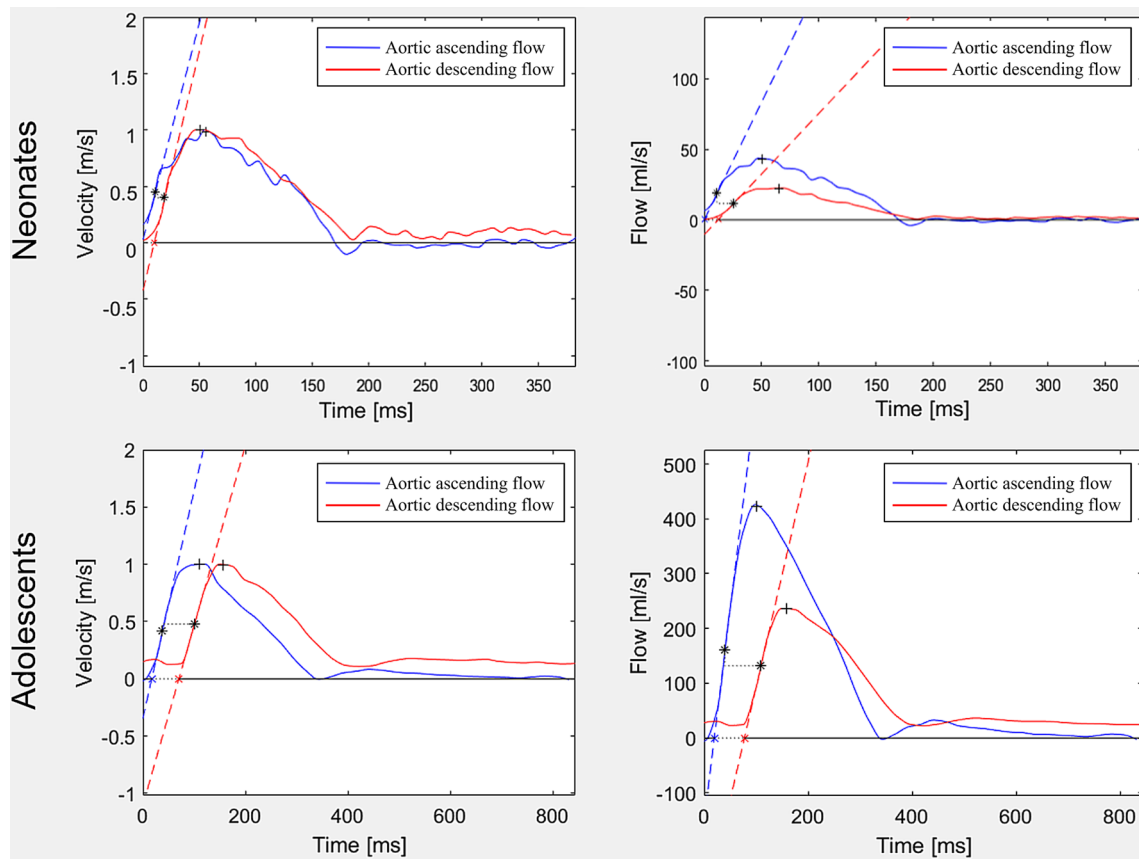 Neonates
Velocity [m/s]
2
1.5
1
0.5
0
-0.5
-1
Aortic ascending flow
Aortic descending flow
0 50 100 150 200 250 300 350
Time [ms]
Flow [ml/s]
100
50
0
-50
-100
Aortic ascending flow
Aortic descending flow
0 50 100 150 200 250 300 350
Time [ms]
Adolescents
Velocity [m/s]
2
1.5
1
0.5
0
-0.5
-1
Aortic ascending flow
Aortic descending flow
0 200 400 600 800
Time [ms]
Flow [ml/s]
500
400
300
200
100
0
-100
Aortic ascending flow
Aortic descending flow
0 200 400 600 800
Time [ms]